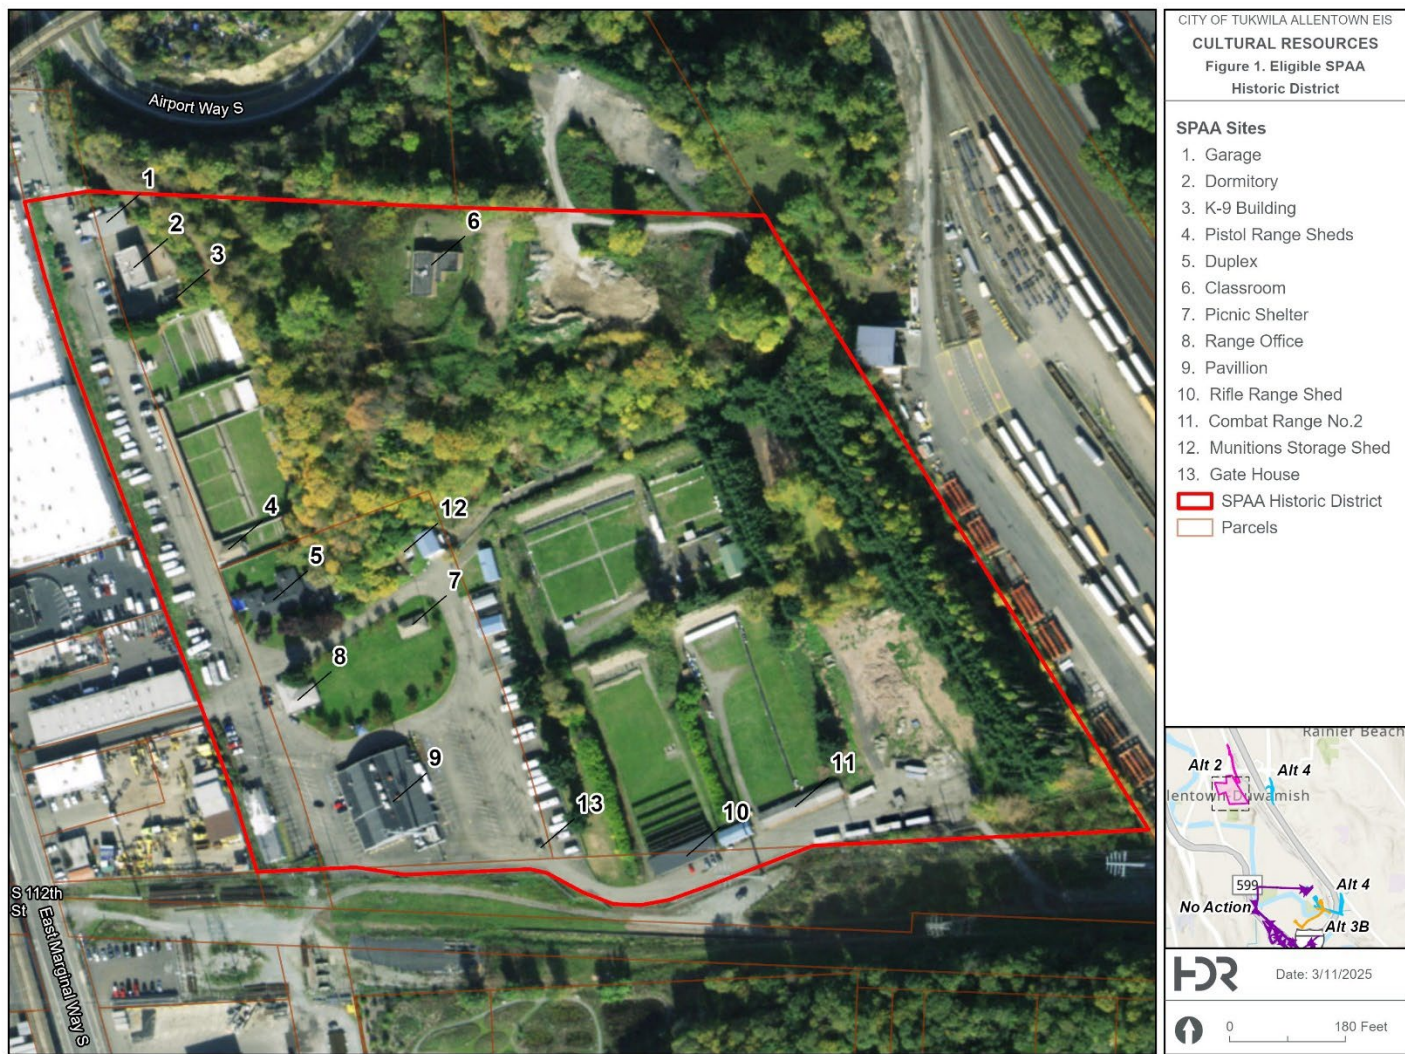 Airport Way S
1
2
3
6
4
12
5
7
8
9
13
11
10
S 112th
St
East Marginal Way S
CITY OF TUKWILA ALLENTOWN EIS
CULTURAL RESOURCES
Figure 1. Eligible SPAA
Historic District
SPAA Sites
1. Garage
2. Dormitory
3. K-9 Building
4. Pistol Range Sheds
5. Duplex
6. Classroom
7. Picnic Shelter
8. Range Office
9. Pavillion
10. Rifle Range Shed
11. Combat Range No.2
12. Munitions Storage Shed
13. Gate House
SPAA Historic District
Parcels
Rainier Beach
Alt 2
Alt 4
lentown-Duwamish
599
Alt 4
No Action
Alt 3B
HDR
Date: 3/11/2025
0 180 Feet